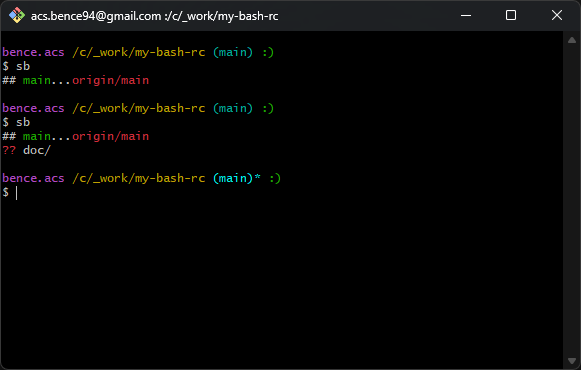 acs.bence94@gmail.com :/c/_work/my-bash-rc
bence.acs /c/_work/my-bash-rc (main) :)
$ sb
## main...origin/main
bence.acs /c/_work/my-bash-rc (main) :)
$ sb
## main...origin/main
?? doc/
bence.acs /c/_work/my-bash-rc (main)* :)
$